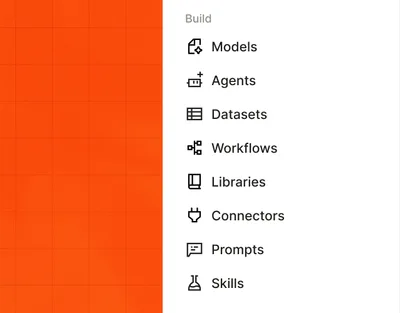 Build
Models
Agents
Datasets
Workflows
Libraries
Connectors
Prompts
Skills